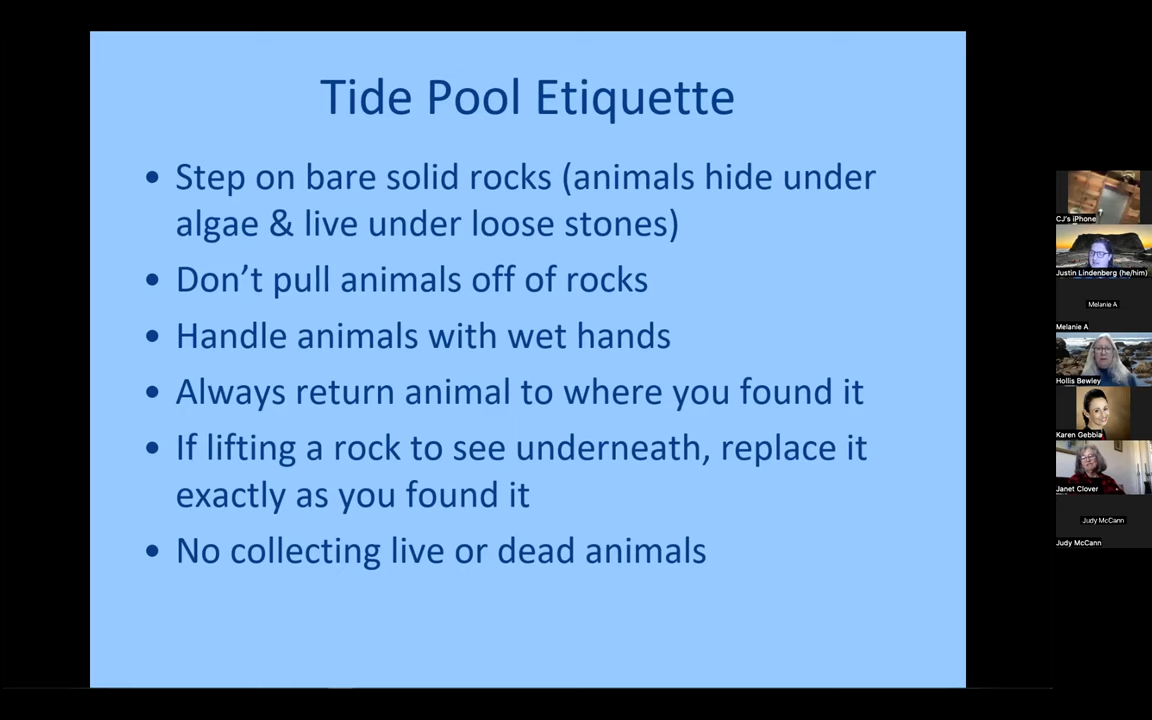 Tide Pool Etiquette
• Step on bare solid rocks (animals hide under
algae & live under loose stones)
• Don’t pull animals off of rocks
• Handle animals with wet hands
• Always return animal to where you found it
• If lifting a rock to see underneath, replace it
exactly as you found it
• No collecting live or dead animals
CJ's iPhone
Justin Lindenberg (he/him)
Melanie A
Melanie A
Hollis Bewley
Karen Gebbia
Janet Clover
Judy McCann
Judy McCann